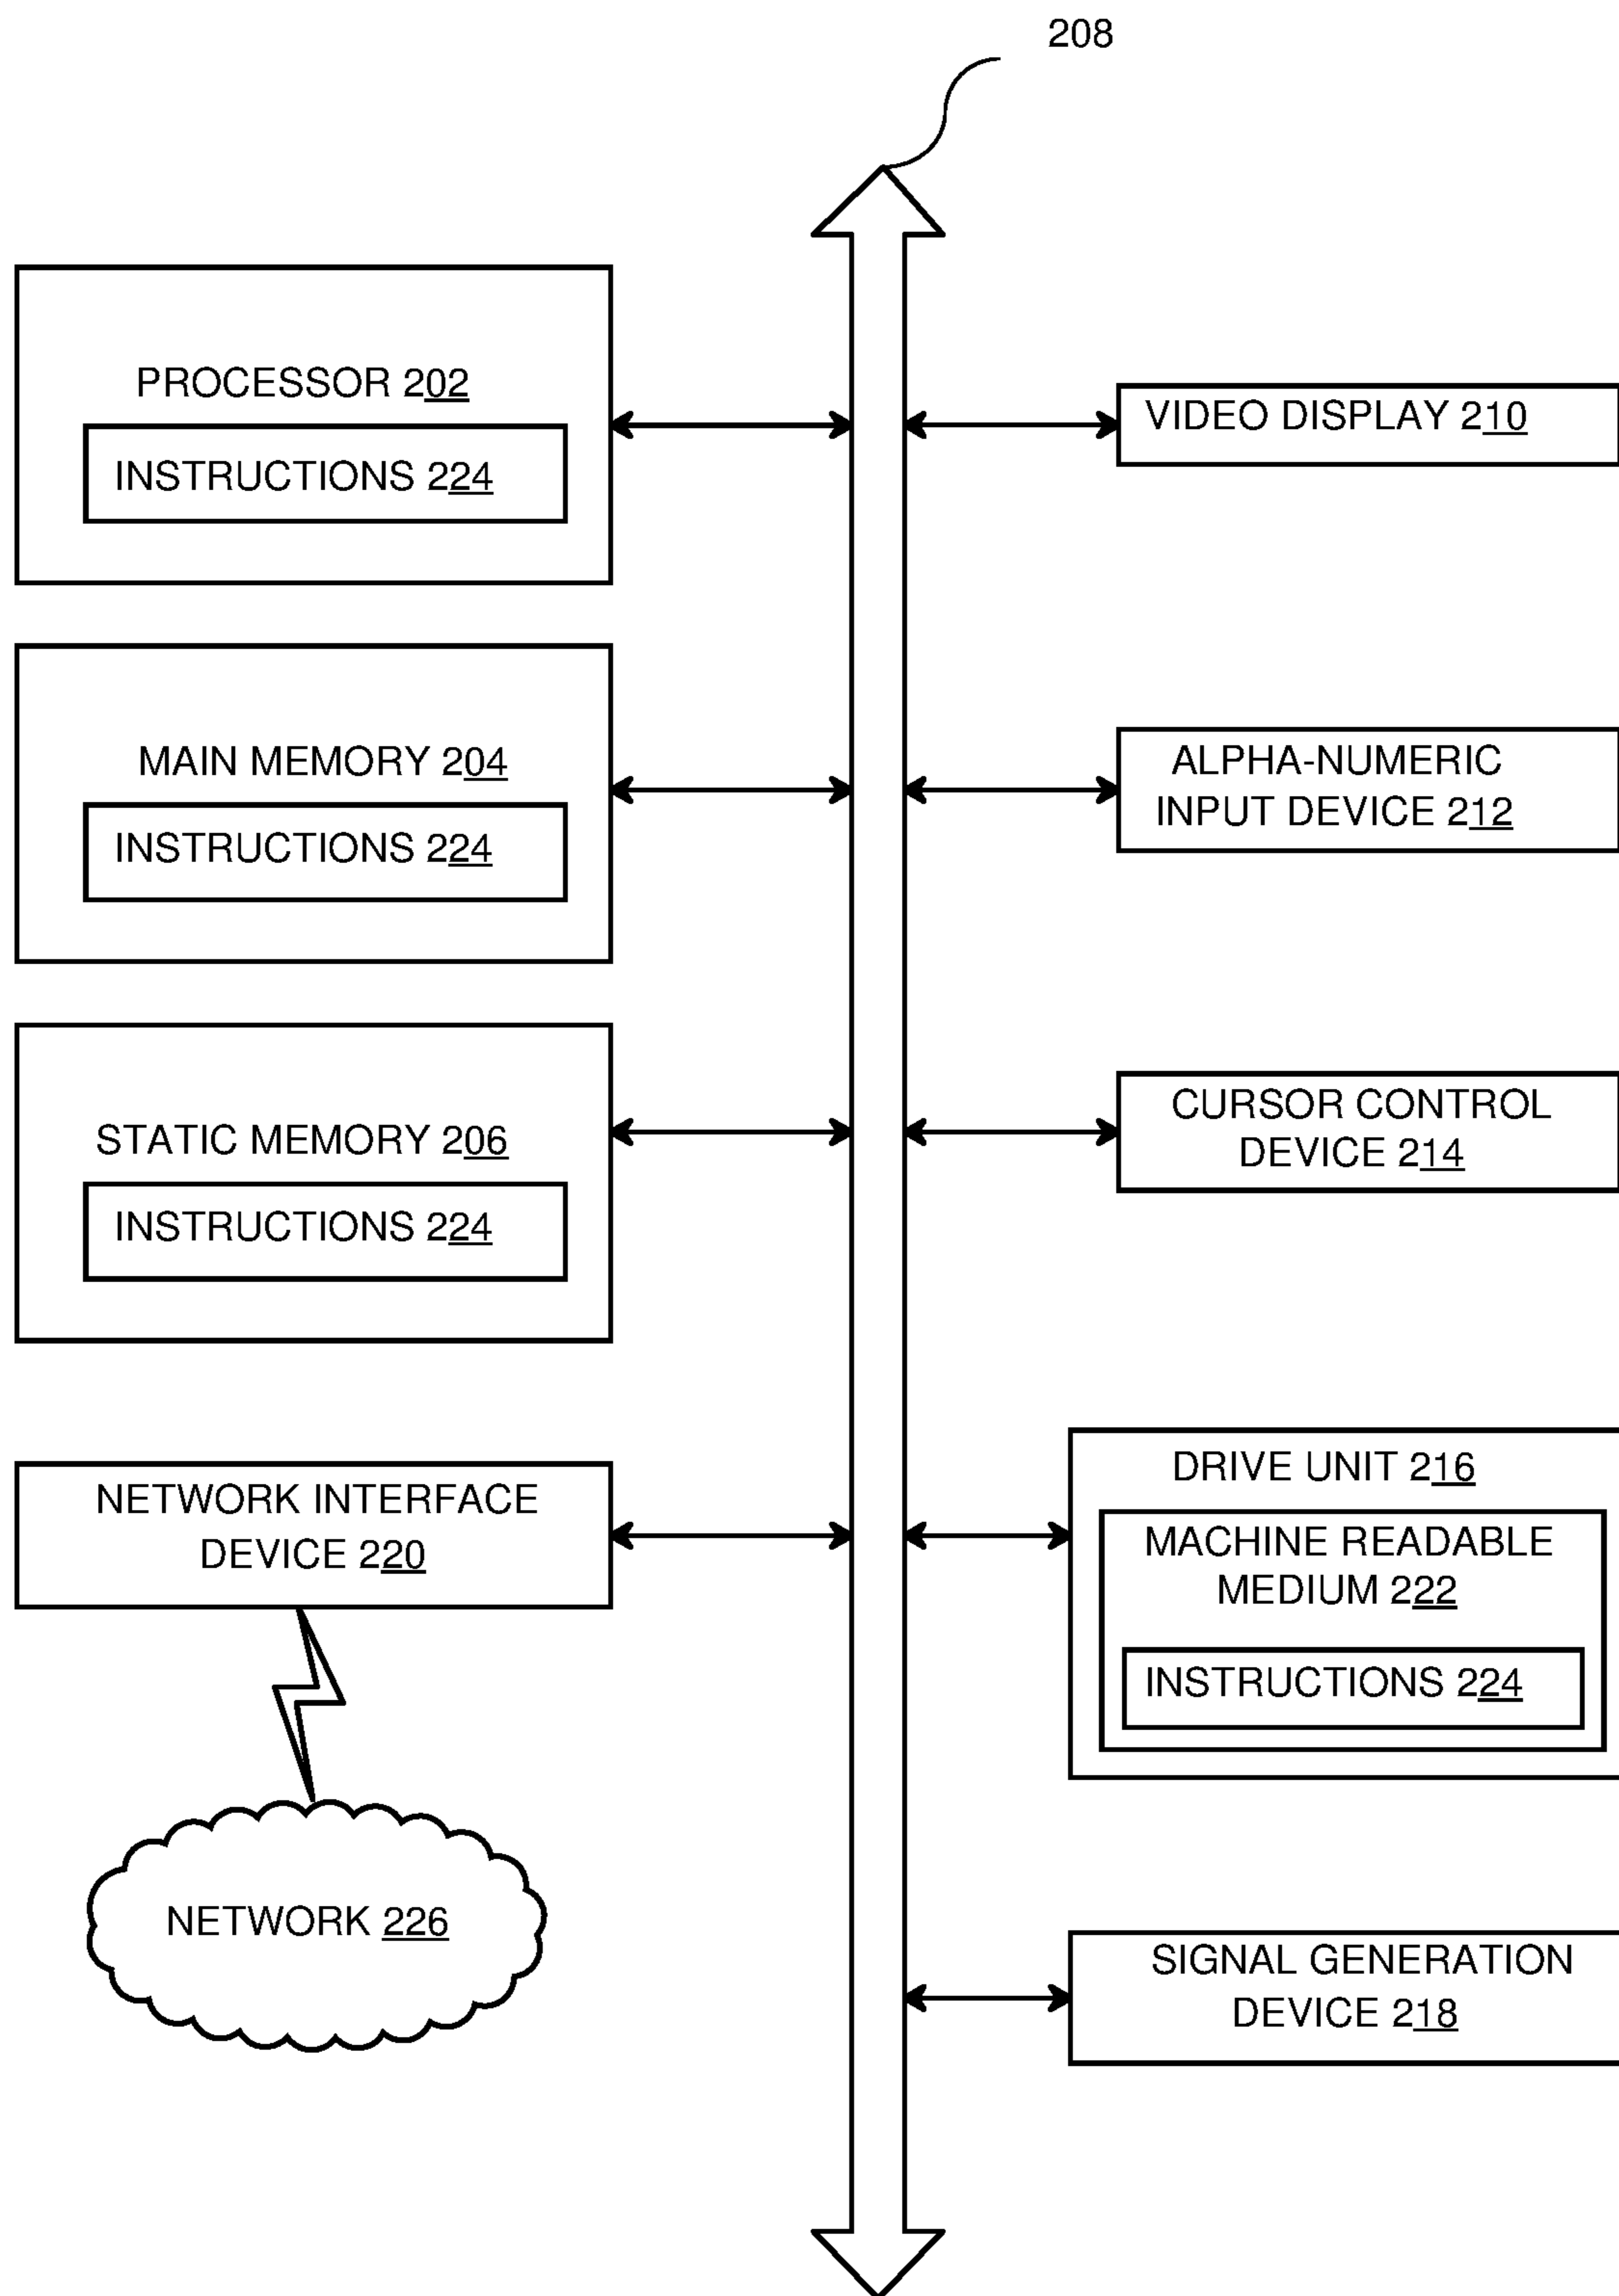 208
PROCESSOR 202
INSTRUCTIONS 224
VIDEO DISPLAY 210
MAIN MEMORY 204
INSTRUCTIONS 224
ALPHA-NUMERIC
INPUT DEVICE 212
STATIC MEMORY 206
INSTRUCTIONS 224
CURSOR CONTROL
DEVICE 214
NETWORK INTERFACE
DEVICE 220
DRIVE UNIT 216
MACHINE READABLE
MEDIUM 222
INSTRUCTIONS 224
NETWORK 226
SIGNAL GENERATION
DEVICE 218